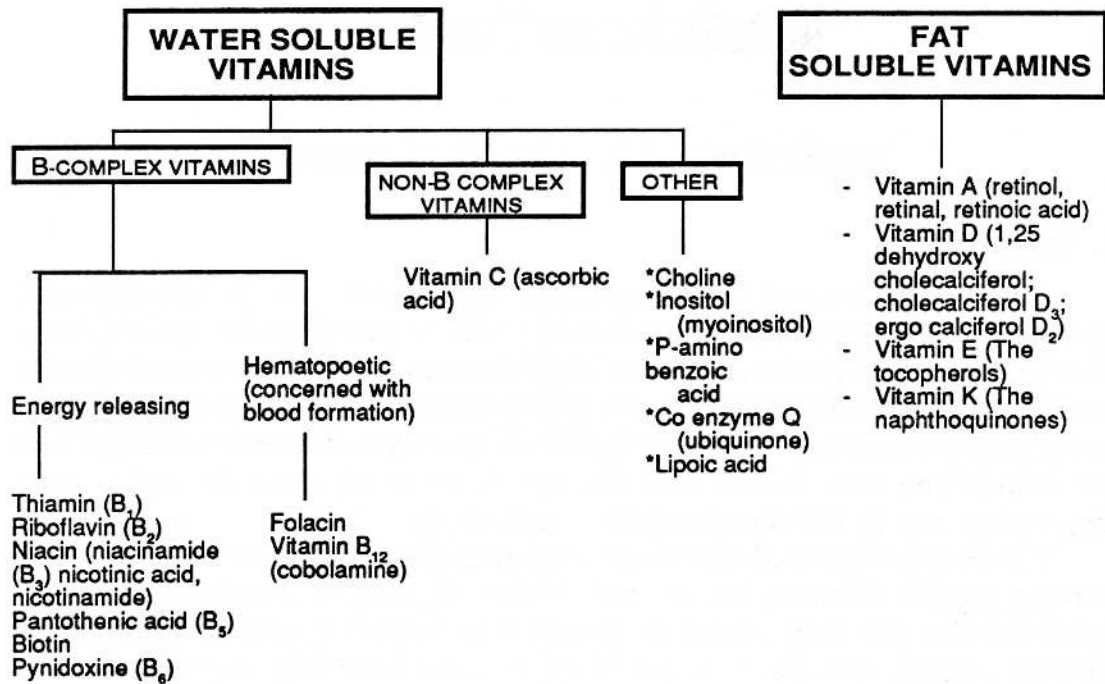 WATER SOLUBLE
VITAMINS
FAT
SOLUBLE VITAMINS
B-COMPLEX VITAMINS
NON-B COMPLEX
VITAMINS
OTHER
Energy releasing
Thiamin (B₁)
Riboflavin (B₂)
Niacin (niacinamide
(B₃) nicotinic acid,
nicotinamide)
Pantothenic acid (B₅)
Biotin
Pynidoxine (B₆)
Hematopoetic
(concerned with
blood formation)
Folacin
Vitamin B₁₂
(cobolamine)
Vitamin C (ascorbic
acid)
*Choline
*Inositol
(myoinositol)
*P-amino
benzoic
acid
*Co enzyme Q
(ubiquinone)
*Lipoic acid
- Vitamin A (retinol,
retinal, retinoic acid)
- Vitamin D (1,25
dehydroxy
cholecalciferol;
cholecalciferol D₃;
ergo calciferol D₂)
- Vitamin E (The
tocopherols)
- Vitamin K (The
naphthoquinones)